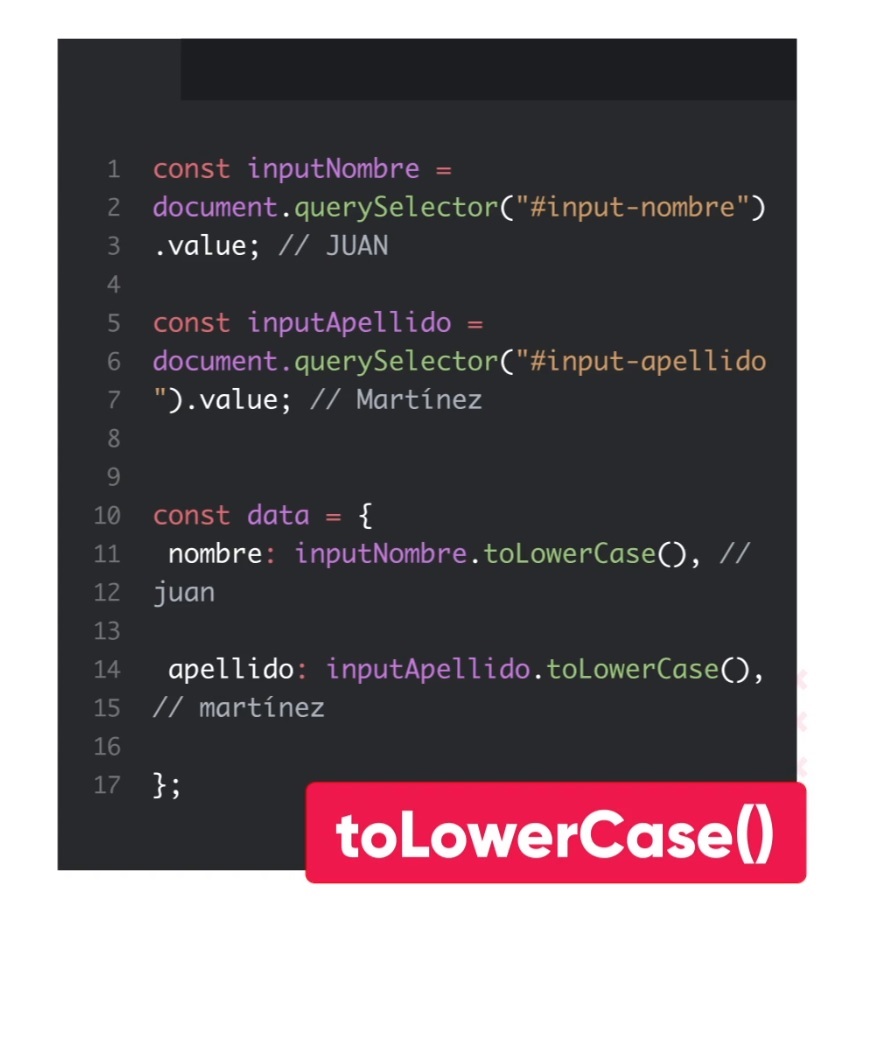 1 const inputNombre =
2 document.querySelector("#input-nombre")
3 .value; // JUAN
4
5 const inputApellido =
6 document.querySelector("#input-apellido
7 ").value; // Martínez
8
9
10 const data = {
11 nombre: inputNombre.toLowerCase(), //
12 juan
13
14 apellido: inputApellido.toLowerCase(),
15 // martínez
16
17 };
toLowerCase()